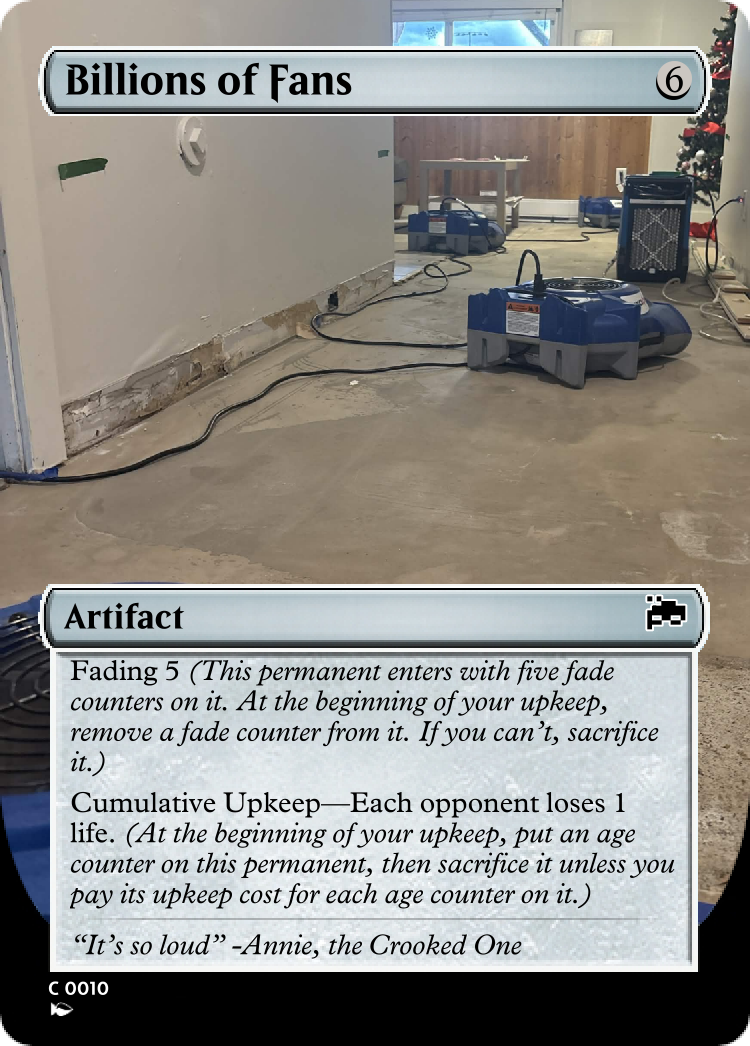 Billions of Fans
6
Artifact
Fading 5 (This permanent enters with five fade
counters on it. At the beginning of your upkeep,
remove a fade counter from it. If you can't, sacrifice
it.)
Cumulative Upkeep—Each opponent loses 1
life. (At the beginning of your upkeep, put an age
counter on this permanent, then sacrifice it unless you
pay its upkeep cost for each age counter on it.)
“It's so loud” -Annie, the Crooked One
C 0010